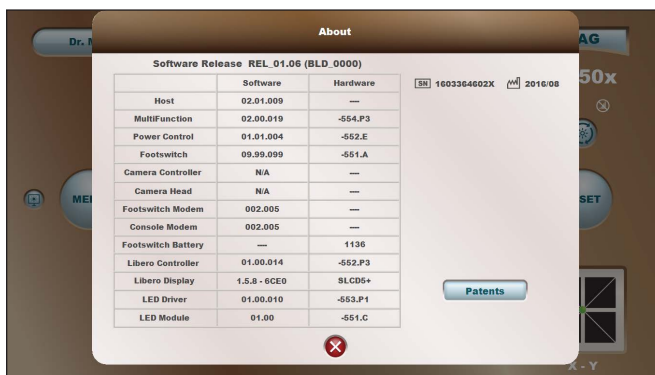 About
Dr. M
AG
Software Release REL_01.06 (BLD_0000)
Software Hardware
SN 1603364602X 2016/08
50x
Host 02.01.009 ---
MultiFunction 02.00.019 -554.P3
Power Control 01.01.004 -552.E
Footswitch 09.99.099 -551.A
Camera Controller N/A ---
Camera Head N/A ---
MEN
SET
Footswitch Modem 002.005 ---
Console Modem 002.005 ---
Footswitch Battery --- 1136
Libero Controller 01.00.014 -552.P3
Libero Display 1.5.8 - 6CE0 SLCD5+
Patents
LED Driver 01.00.010 -553.P1
LED Module 01.00 -551.C
X - Y